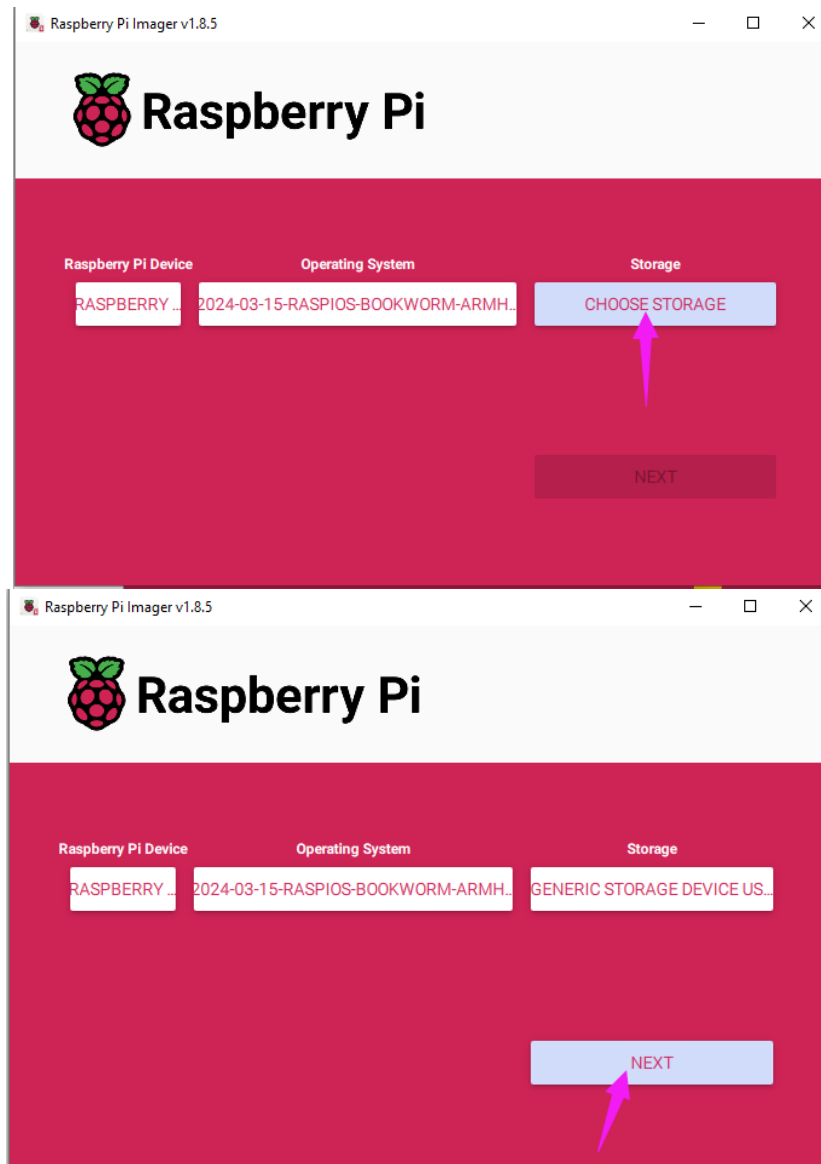 Raspberry Pi Imager v1.8.5
Raspberry Pi
Raspberry Pi Device Operating System Storage
RASPBERRY ... 2024-03-15-RASPIOS-BOOKWORM-ARMH... CHOOSE STORAGE
NEXT
Raspberry Pi Imager v1.8.5
Raspberry Pi
Raspberry Pi Device Operating System Storage
RASPBERRY ... 2024-03-15-RASPIOS-BOOKWORM-ARMH... GENERIC STORAGE DEVICE US...
NEXT